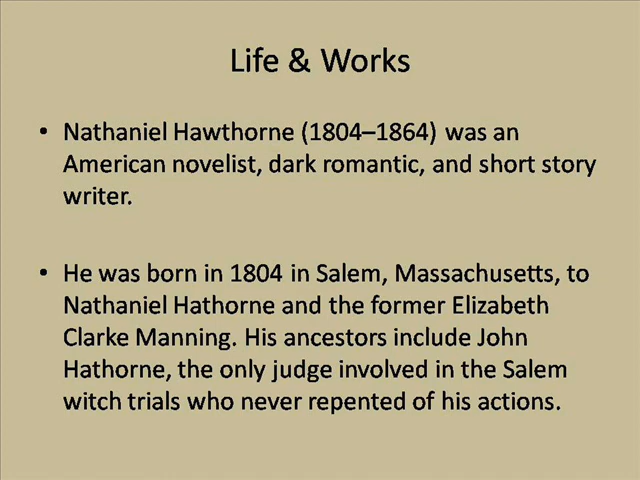 Life & Works
• Nathaniel Hawthorne (1804–1864) was an
American novelist, dark romantic, and short story
writer.
• He was born in 1804 in Salem, Massachusetts, to
Nathaniel Hathorne and the former Elizabeth
Clarke Manning. His ancestors include John
Hathorne, the only judge involved in the Salem
witch trials who never repented of his actions.